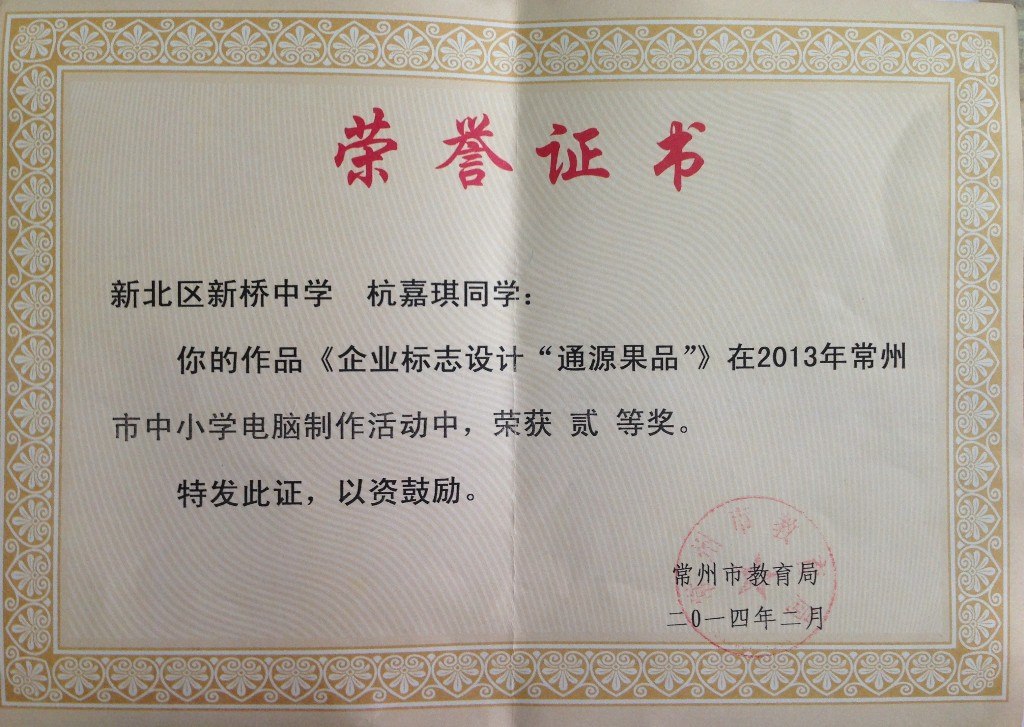 荣誉证书
新北区新桥中学 杭嘉琪同学：
你的作品《企业标志设计“通源果品”》在2013年常州
市中小学电脑制作活动中，荣获 贰 等奖。
特发此证，以资鼓励。
常州市教育局
二0一四年二月